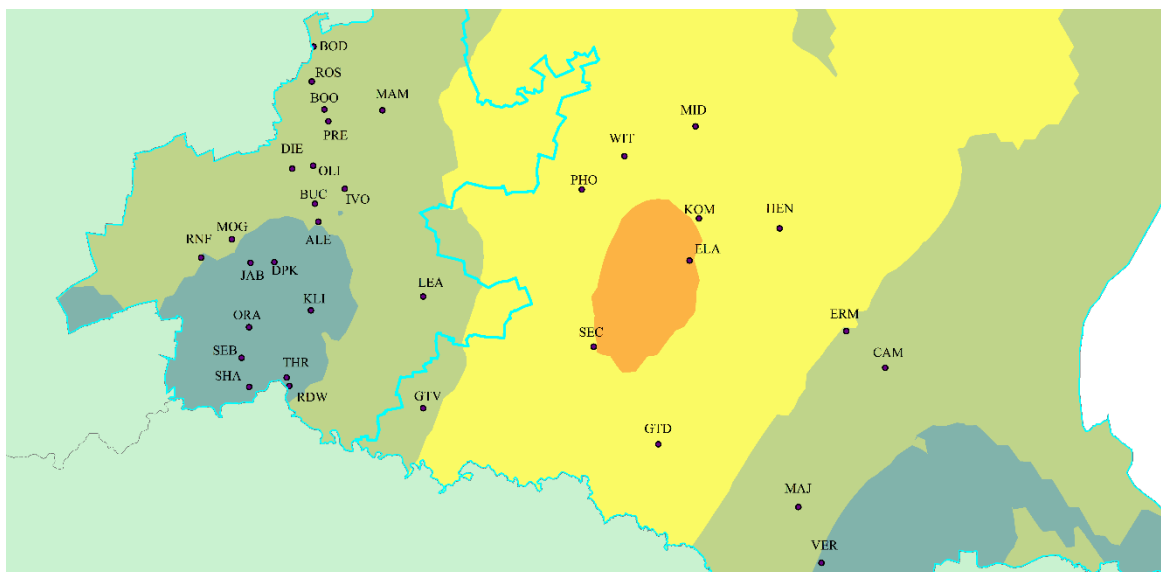 BOD
ROS
BOO
MAM
PRE
MID
WIT
DIE
OLI
PHO
IVO
BUC
KOM
HEN
MOG
ALE
RNF
ELA
JAB
DPK
LEA
KLI
ORA
ERM
SEC
SEB
CAM
THR
SHA
RDW
GTV
GTD
MAJ
VER